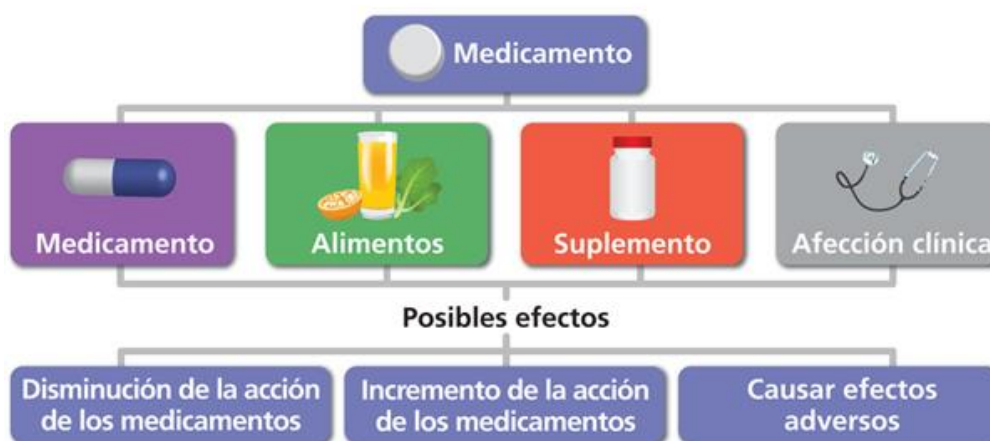 Medicamento
Medicamento
Alimentos
Suplemento
Afección clínica
Posibles efectos
Disminución de la acción
de los medicamentos
Incremento de la acción
de los medicamentos
Causar efectos
adversos